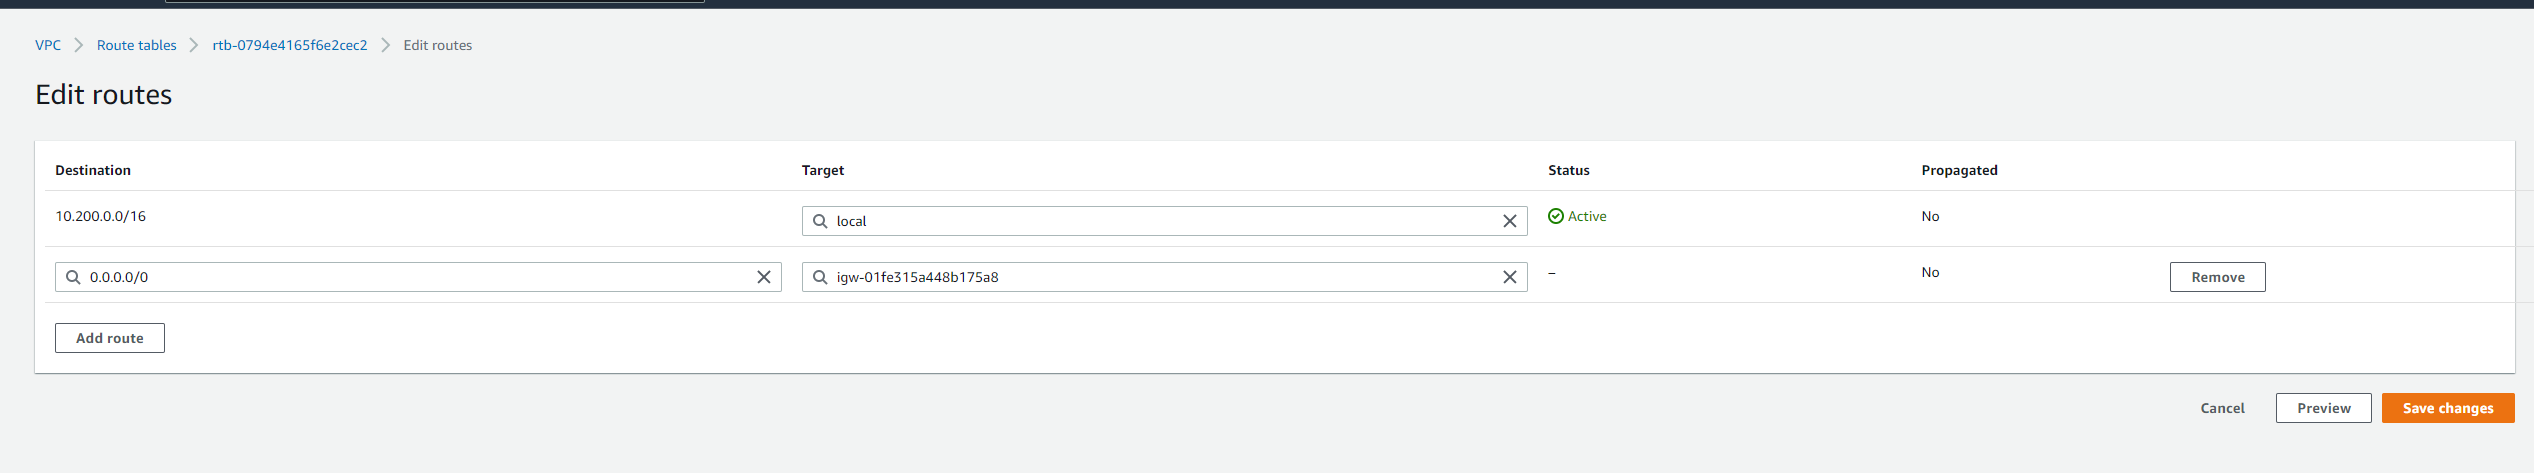 VPC > Route tables > rtb-0794e4165f6e2cec2 > Edit routes
Edit routes
Destination Target Status Propagated
10.200.0.0/16 local Active No
0.0.0.0/0 igw-01fe315a448b175a8 – No Remove
Add route
Cancel Preview Save changes